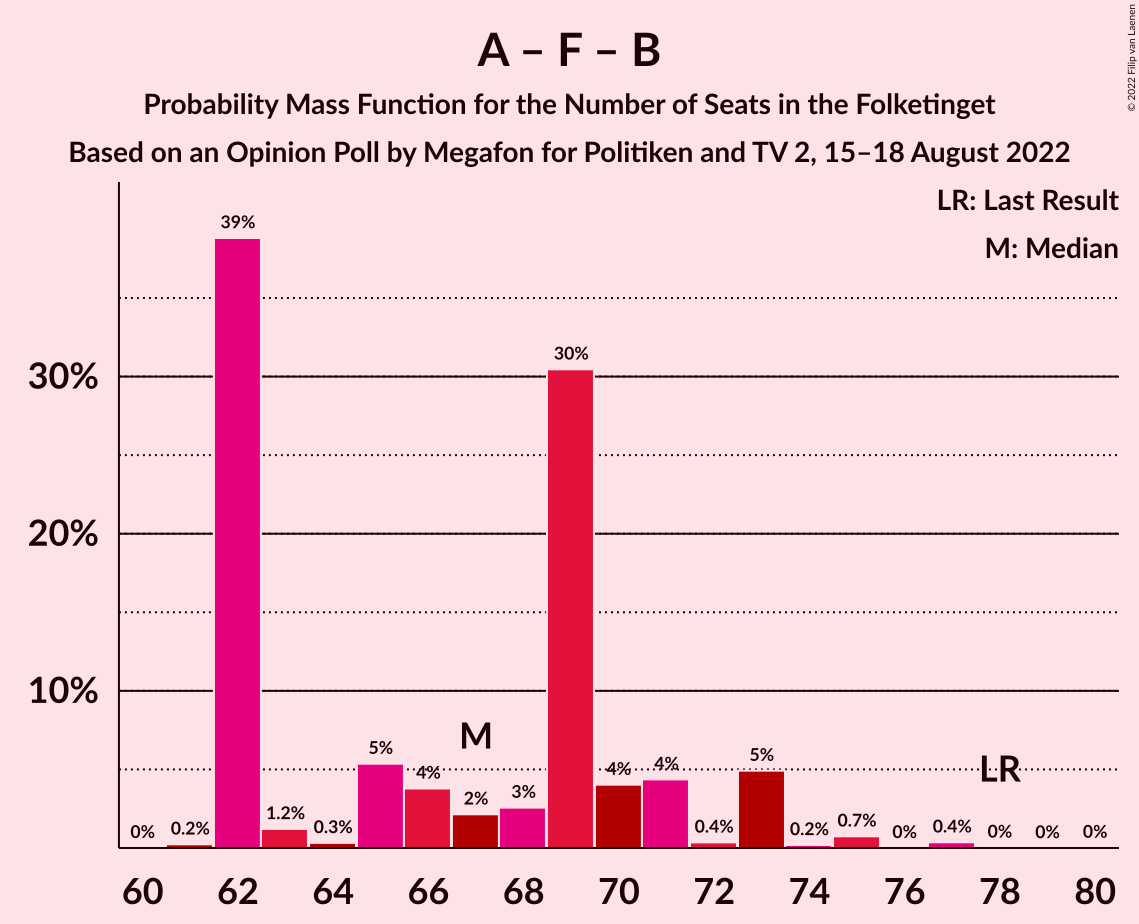 A – F – B
Probability Mass Function for the Number of Seats in the Folketinget
Based on an Opinion Poll by Megafon for Politiken and TV 2, 15–18 August 2022
© 2022 Filip van Laenen
LR: Last Result
M: Median
39%
30%
30%
20%
10%
M
LR
0%
0.2%
1.2%
0.3%
5%
4%
2%
3%
4%
4%
0.4%
5%
0.2%
0.7%
0%
0.4%
0%
0%
0%
60 62 64 66 68 70 72 74 76 78 80